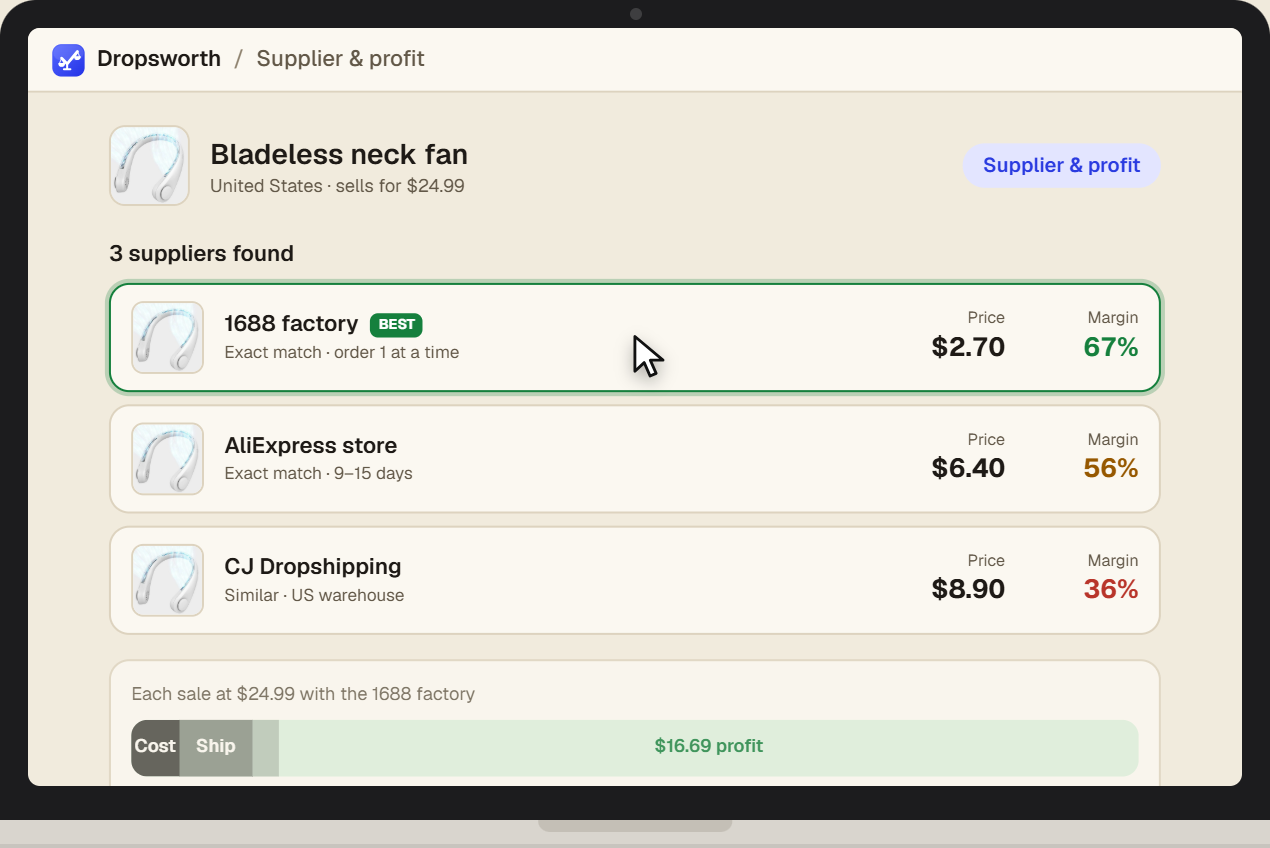 Dropsworth / Supplier & profit
Bladeless neck fan
United States · sells for $24.99
Supplier & profit
3 suppliers found
1688 factory BEST
Exact match · order 1 at a time
Price
$2.70
Margin
67%
AliExpress store
Exact match · 9–15 days
Price
$6.40
Margin
56%
CJ Dropshipping
Similar · US warehouse
Price
$8.90
Margin
36%
Each sale at $24.99 with the 1688 factory
Cost Ship $16.69 profit